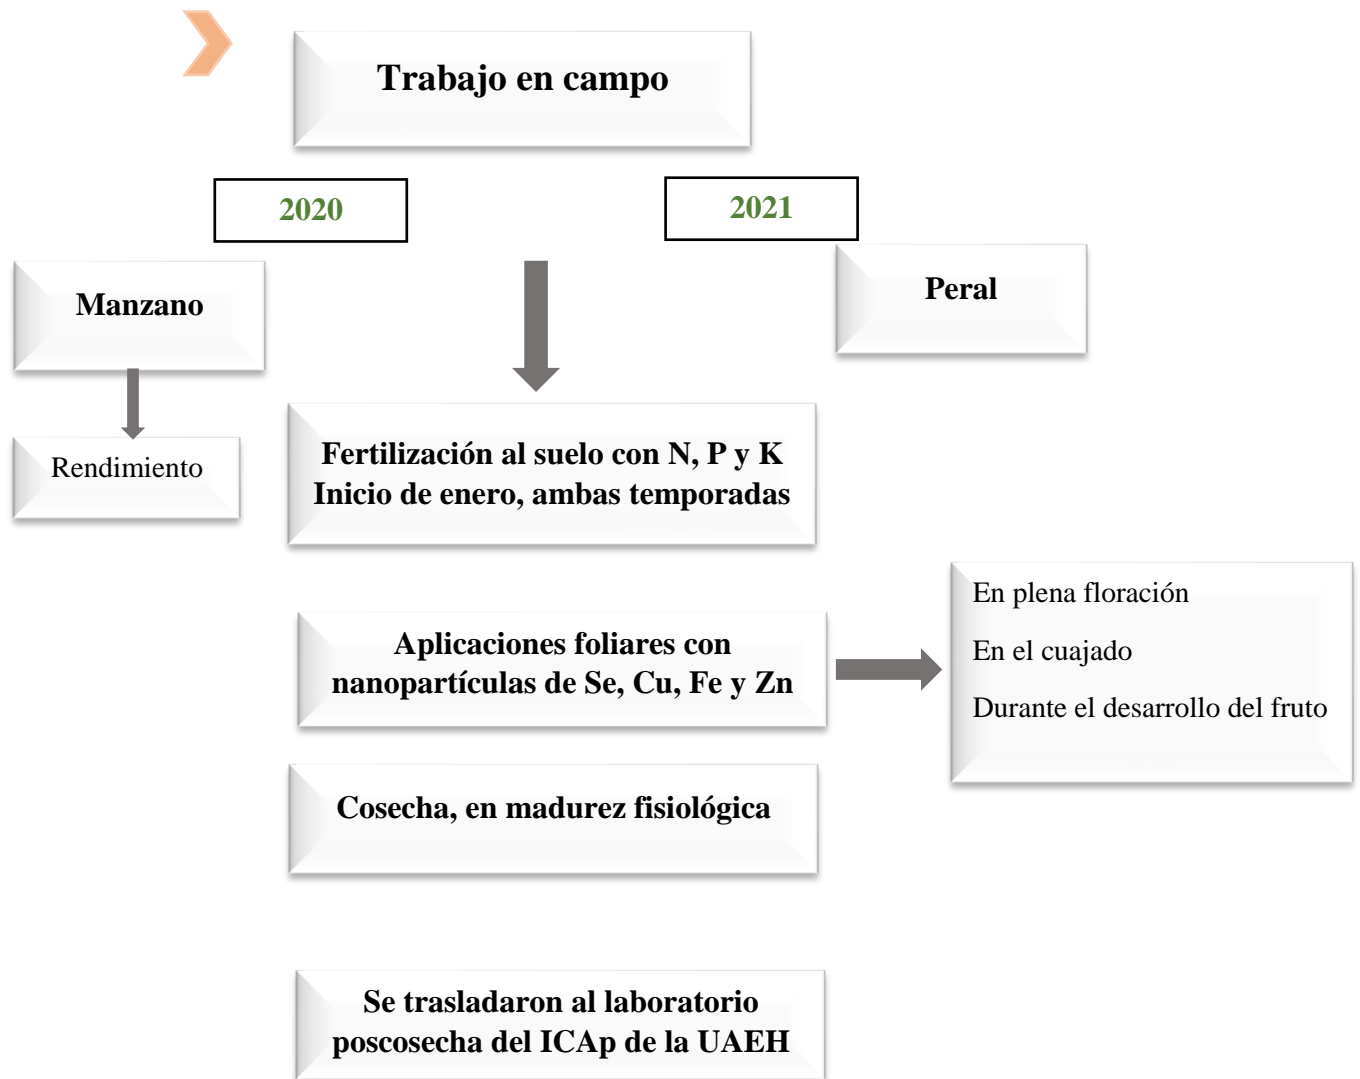 Trabajo en campo
2020
2021
Manzano
Peral
Rendimiento
Fertilización al suelo con N, P y K
Inicio de enero, ambas temporadas
Aplicaciones foliares con
nanopartículas de Se, Cu, Fe y Zn
En plena floración
En el cuajado
Durante el desarrollo del fruto
Cosecha, en madurez fisiológica
Se trasladaron al laboratorio
poscosecha del ICAp de la UAEH